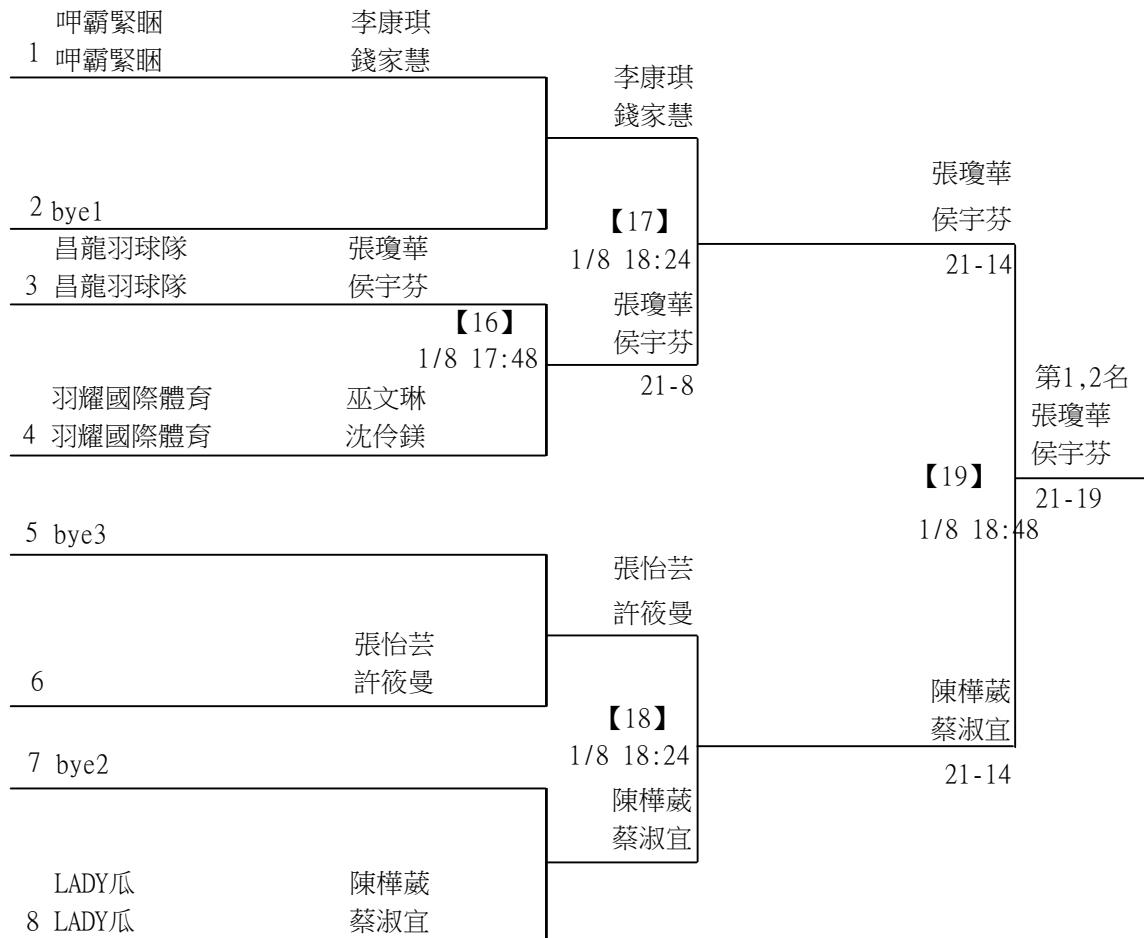 呷霸緊睏 李康琪
1 呷霸緊睏 錢家慧
李康琪
錢家慧
2 bye1
【17】
1/8 18:24
張瓊華
侯宇芬
21-14
昌龍羽球隊 張瓊華
3 昌龍羽球隊 侯宇芬
【16】
1/8 17:48
張瓊華
侯宇芬
21-8
羽耀國際體育 巫文琳
4 羽耀國際體育 沈伶鎂
第1,2名
張瓊華
侯宇芬
21-19
【19】
1/8 18:48
5 bye3
張怡芸
許筱曼
張怡芸
6 許筱曼
【18】
1/8 18:24
陳樺葳
蔡淑宜
21-14
7 bye2
陳樺葳
蔡淑宜
LADY瓜 陳樺葳
8 LADY瓜 蔡淑宜